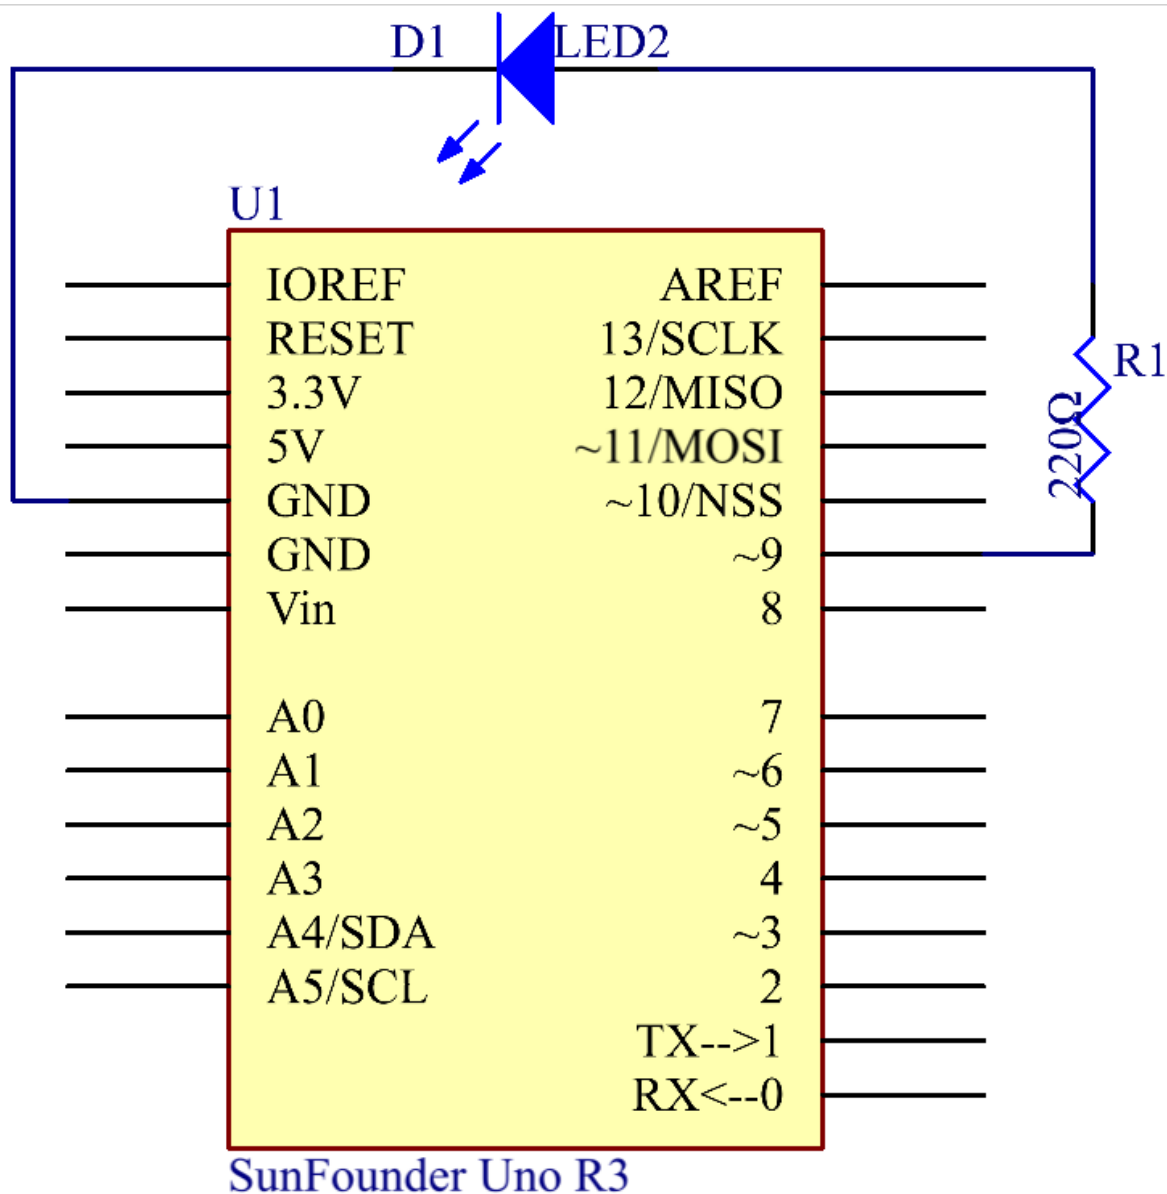 D1 LED2
U1
IOREF AREF
RESET 13/SCLK
R1
3.3V 12/MISO
220Ω
5V ~11/MOSI
GND ~10/NSS
GND ~9
Vin 8
A0 7
A1 ~6
A2 ~5
A3 4
A4/SDA ~3
A5/SCL 2
TX-->1
RX<--0
SunFounder Uno R3